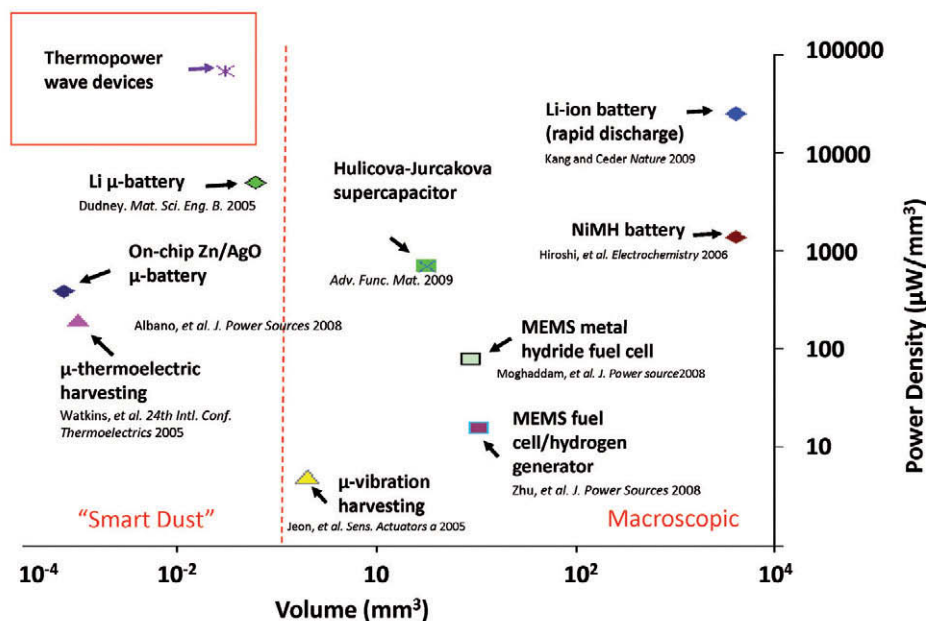 Thermopower
wave devices
Li μ-battery
Dudney. Mat. Sci. Eng. B. 2005
On-chip Zn/AgO
μ-battery
Albano, et al. J. Power Sources 2008
μ-thermoelectric
harvesting
Watkins, et al. 24th Intl. Conf.
Thermoelectrics 2005
Hulicova-Jurcakova
supercapacitor
Adv. Func. Mat. 2009
Li-ion battery
(rapid discharge)
Kang and Ceder Nature 2009
NiMH battery
Hiroshi, et al Electrochemistry 2006
MEMS metal
hydride fuel cell
Moghaddam, et al. J. Power source2008
MEMS fuel
cell/hydrogen
generator
Zhu, et al. J. Power Sources 2008
μ-vibration
harvesting
Jeon, et al. Sens. Actuators a 2005
"Smart Dust"
Macroscopic
100000
10000
1000
100
10
Power Density (μW/mm³)
10⁻⁴
10⁻²
10
10²
10⁴
Volume (mm³)